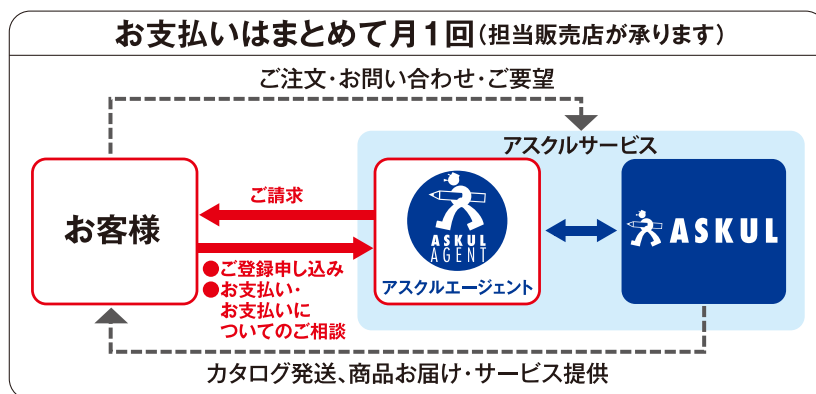 お支払いはまとめて月1回(担当販売店が承ります)
ご注文・お問い合わせ・ご要望
アスクルサービス
お客様
ご請求
●ご登録申し込み
●お支払い・
お支払いに
ついてのご相談
ASKUL
AGENT
アスクルエージェント
ASKUL
カタログ発送、商品お届け・サービス提供